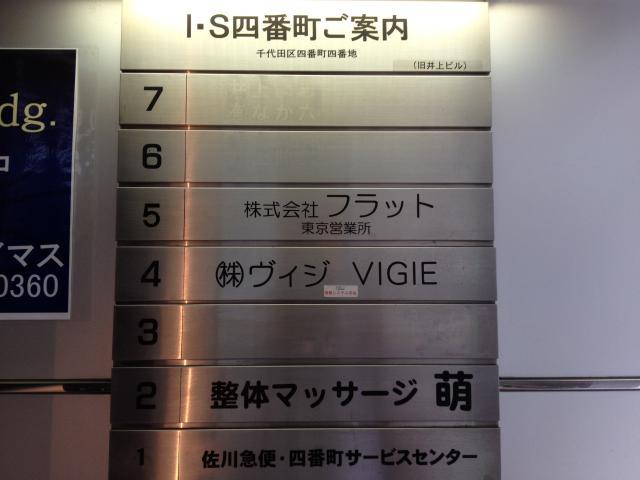 I・S四番町ご案内
千代田区四番町四番地
(旧井上ビル)
dg.
7
6
5 株式会社 フラット
東京営業所
4 ㈱ヴィジ VIGIE
イマス
0360
3
2 整体マッサージ 萌
1 佐川急便・四番町サービスセンター